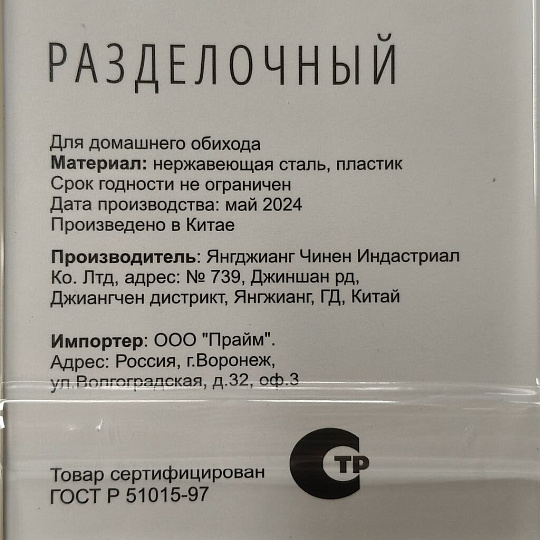 РАЗДЕЛОЧНЫЙ
Для домашнего обихода
Материал: нержавеющая сталь, пластик
Срок годности не ограничен
Дата производства: май 2024
Произведено в Китае
Производитель: Янгджианг Чинен Индастриал
Ко. Лтд, адрес: № 739, Джиншан рд,
Джиангчен дистрикт, Янгжианг, ГД, Китай
Импортер: ООО "Прайм".
Адрес: Россия, г.Воронеж,
ул.Волгоградская, д.32, оф.3
Товар сертифицирован
ГОСТ Р 51015-97
СТР